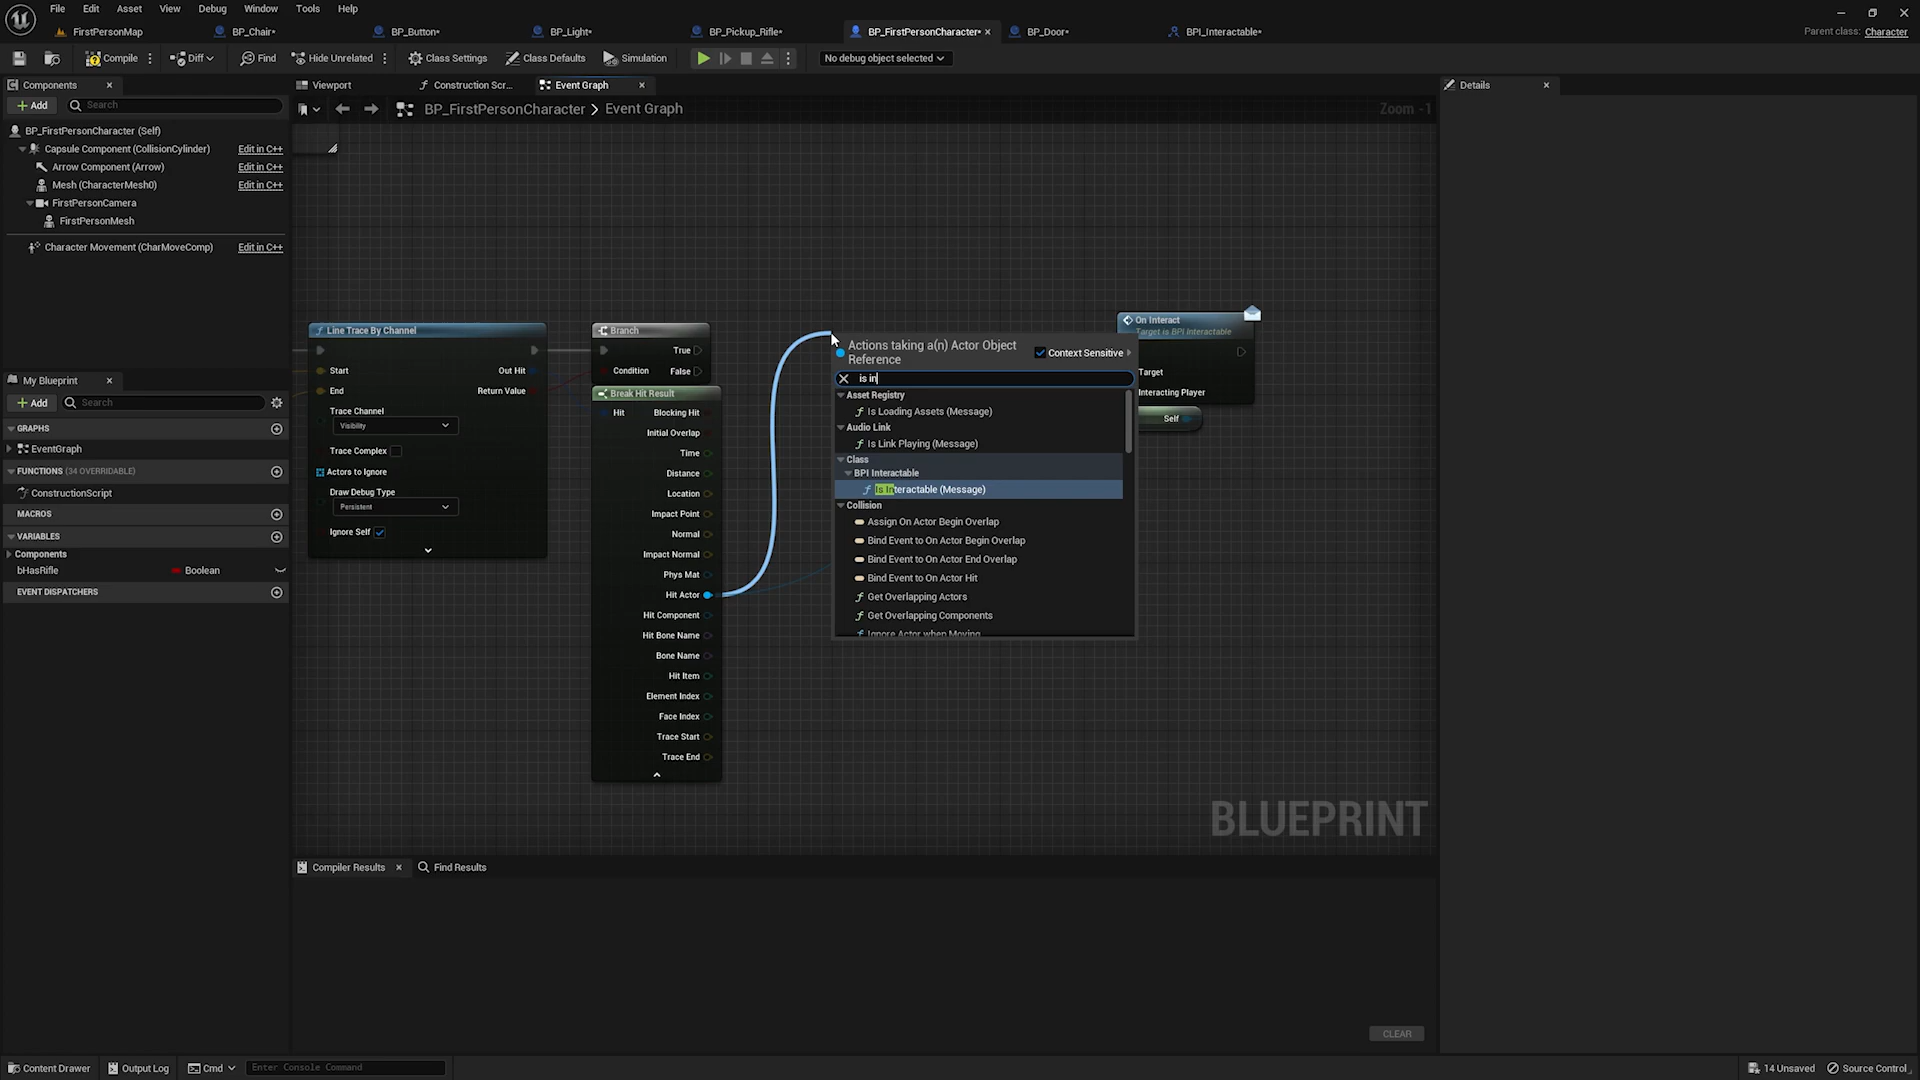 File Edit Asset View Debug Window Tools Help
FirstPersonMap BP_Chair• BP_Button• BP_Light• BP_Pickup_Rifle• BP_FirstPersonCharacter• BP_Door• BPI_Interactable•
Parent class: Character
Compile Diff Find Hide Unrelated Class Settings Class Defaults Simulation No debug object selected
Components
Add Search
BP_FirstPersonCharacter (Self)
Capsule Component (CollisionCylinder) Edit in C++
Arrow Component (Arrow) Edit in C++
Mesh (CharacterMesh0) Edit in C++
FirstPersonCamera
FirstPersonMesh
Character Movement (CharMoveComp) Edit in C++
My Blueprint
Add Search
GRAPHS
EventGraph
FUNCTIONS (34 OVERRIDABLE)
ConstructionScript
MACROS
VARIABLES
Components
bHasRifle Boolean
EVENT DISPATCHERS
Viewport Construction Scr... Event Graph
BP_FirstPersonCharacter > Event Graph
Zoom -1
Line Trace By Channel
Start Out Hit
End Return Value
Trace Channel
Visibility
Trace Complex
Actors to Ignore
Draw Debug Type
Persistent
Ignore Self
Branch
True
Condition False
Break Hit Result
Hit Blocking Hit
Initial Overlap
Time
Distance
Location
Impact Point
Normal
Impact Normal
Phys Mat
Hit Actor
Hit Component
Hit Bone Name
Bone Name
Hit Item
Element Index
Face Index
Trace Start
Trace End
Actions taking a(n) Actor Object
Reference
Context Sensitive
is in
Asset Registry
Is Loading Assets (Message)
Audio Link
Is Link Playing (Message)
Class
BPI Interactable
Is Interactable (Message)
Collision
Assign On Actor Begin Overlap
Bind Event to On Actor Begin Overlap
Bind Event to On Actor End Overlap
Bind Event to On Actor Hit
Get Overlapping Actors
Get Overlapping Components
Ignore Actor when Moving
On Interact
Target is BPI Interactable
Target
Interacting Player
Self
BLUEPRINT
Compiler Results Find Results
CLEAR
Details
Content Drawer Output Log Cmd Enter Console Command
14 Unsaved Source Control